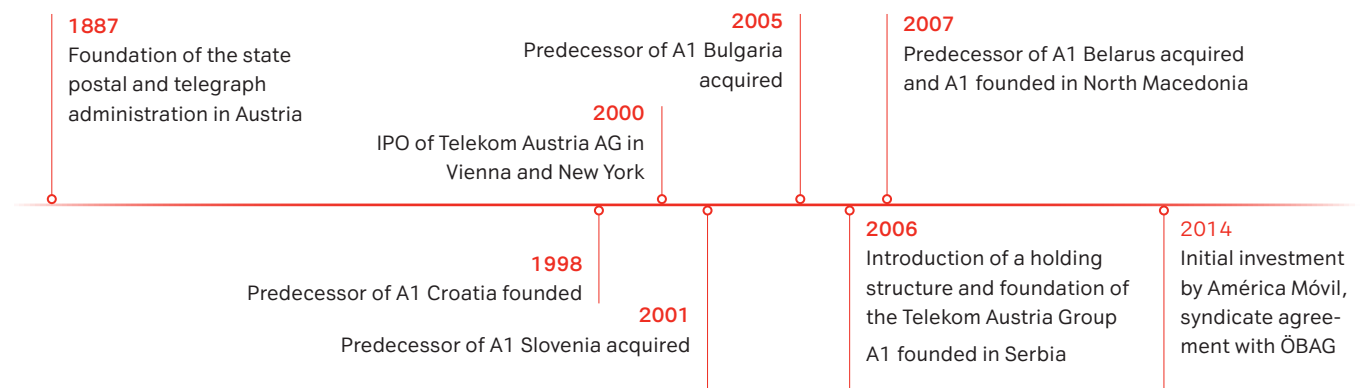 1887
Foundation of the state
postal and telegraph
administration in Austria
1998
Predecessor of A1 Croatia founded
2000
IPO of Telekom Austria AG in
Vienna and New York
2001
Predecessor of A1 Slovenia acquired
2005
Predecessor of A1 Bulgaria
acquired
2006
Introduction of a holding
structure and foundation of
the Telekom Austria Group
A1 founded in Serbia
2007
Predecessor of A1 Belarus acquired
and A1 founded in North Macedonia
2014
Initial investment
by América Móvil,
syndicate agree-
ment with ÖBAG